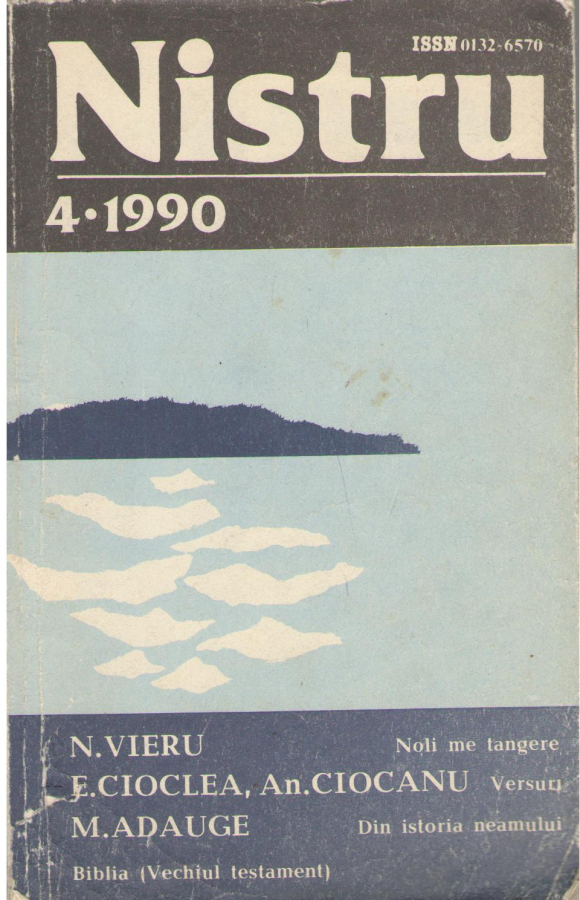 ISSN 0132-6570
Nistru
4·1990
N.VIERU Noli me tangere
E.CIOCLEA, An.CIOCANU Versuri
M.ADAUGE Din istoria neamului
Biblia (Vechiul testament)